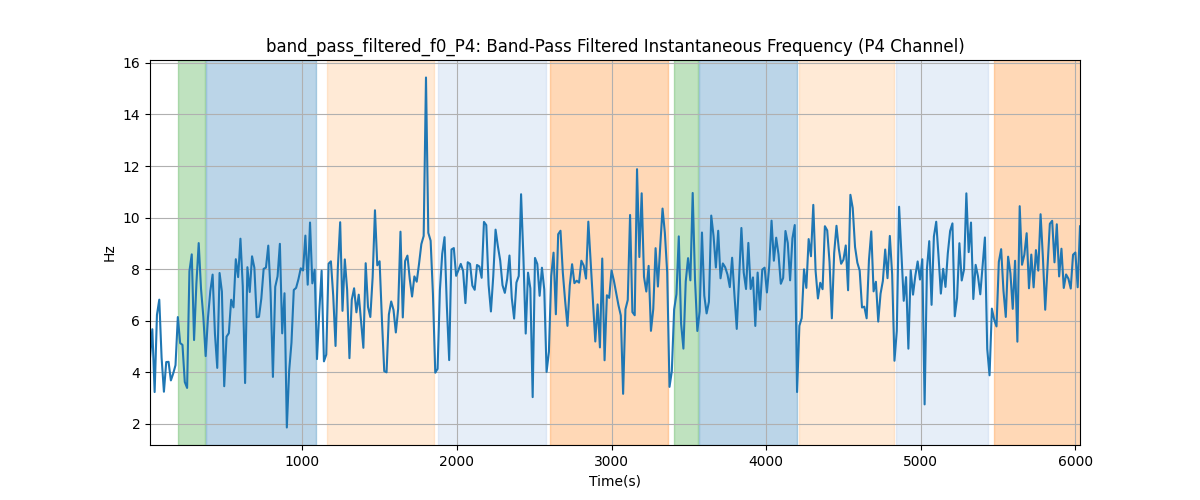 band_pass_filtered_f0_P4: Band-Pass Filtered Instantaneous Frequency (P4 Channel)
16
14
12
10
8
6
4
2
Hz
1000 2000 3000 4000 5000 6000
Time(s)